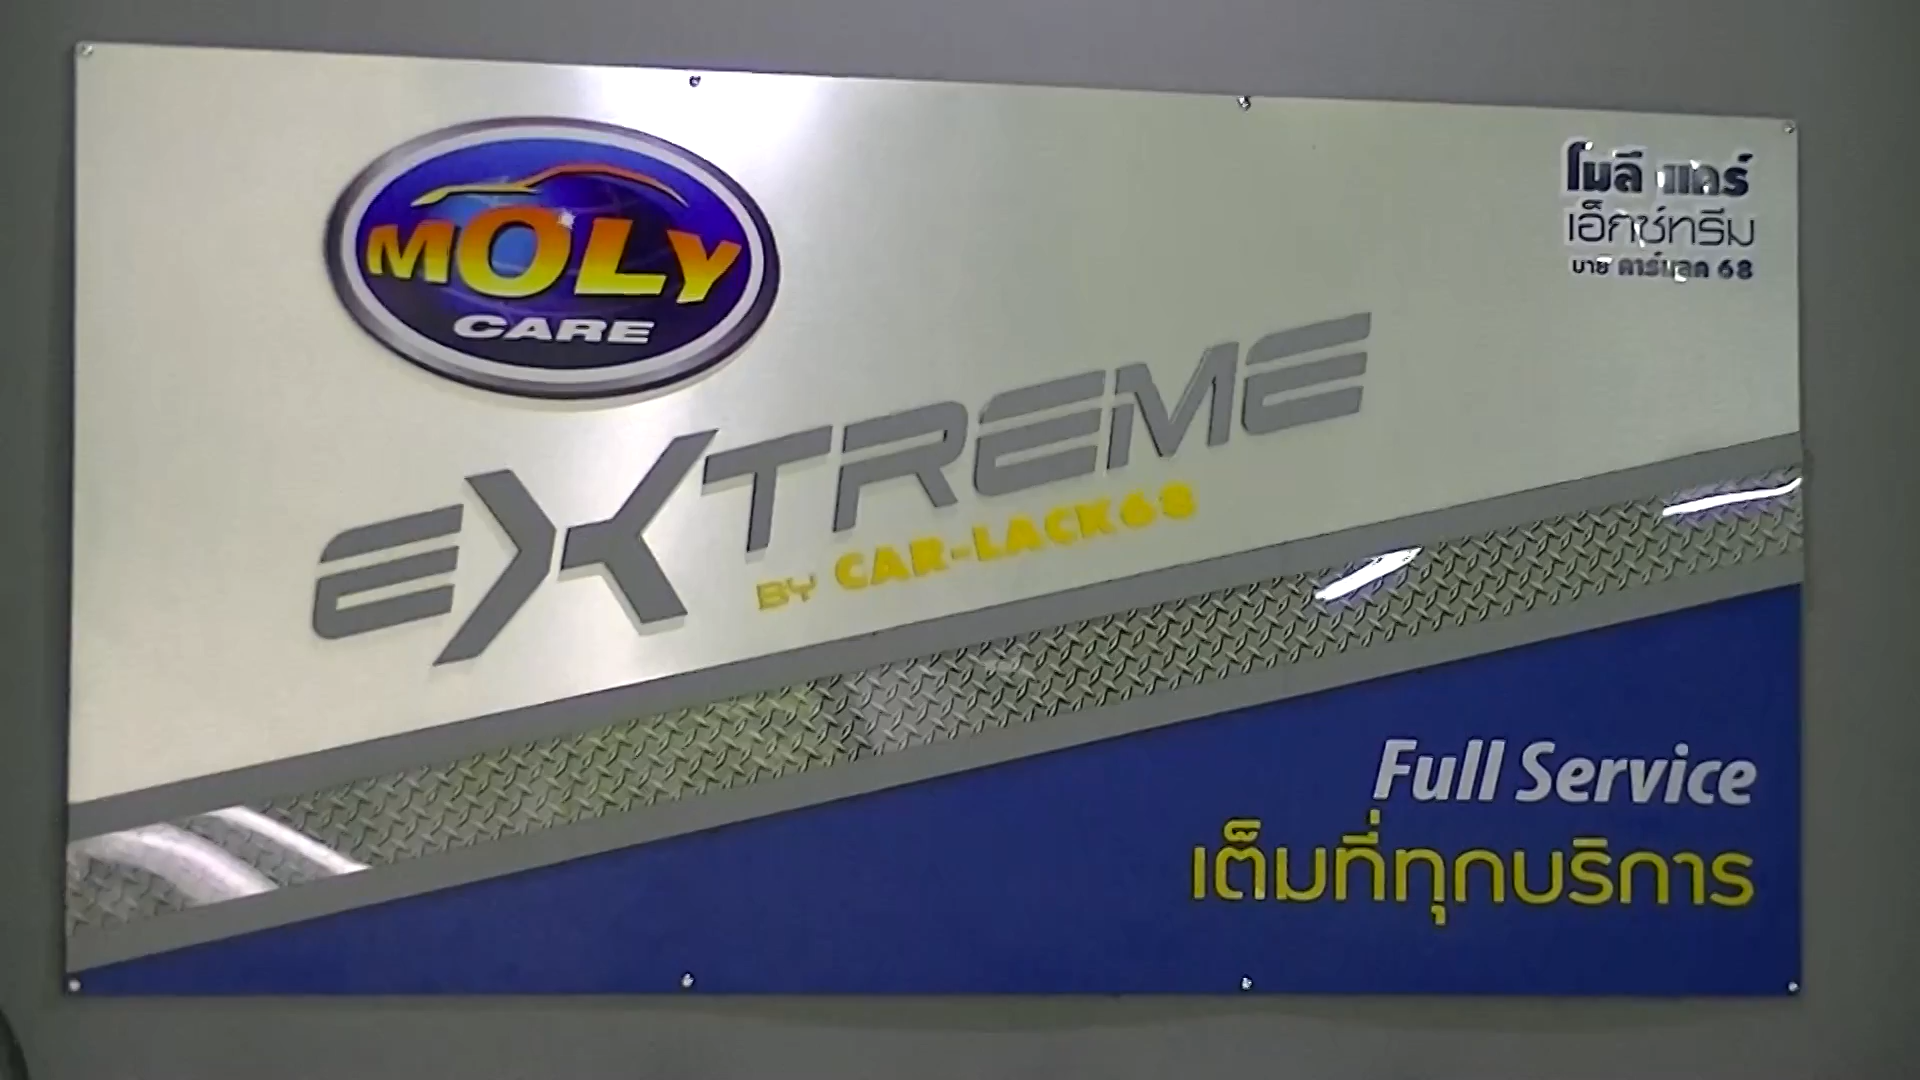 MOLY
CARE
EXTREME
BY CAR-LACK68
โมลี แคร์
เอ็กซ์ทรีม
บาย คาร์แลค 68
Full Service
เต็มที่ทุกบริการ